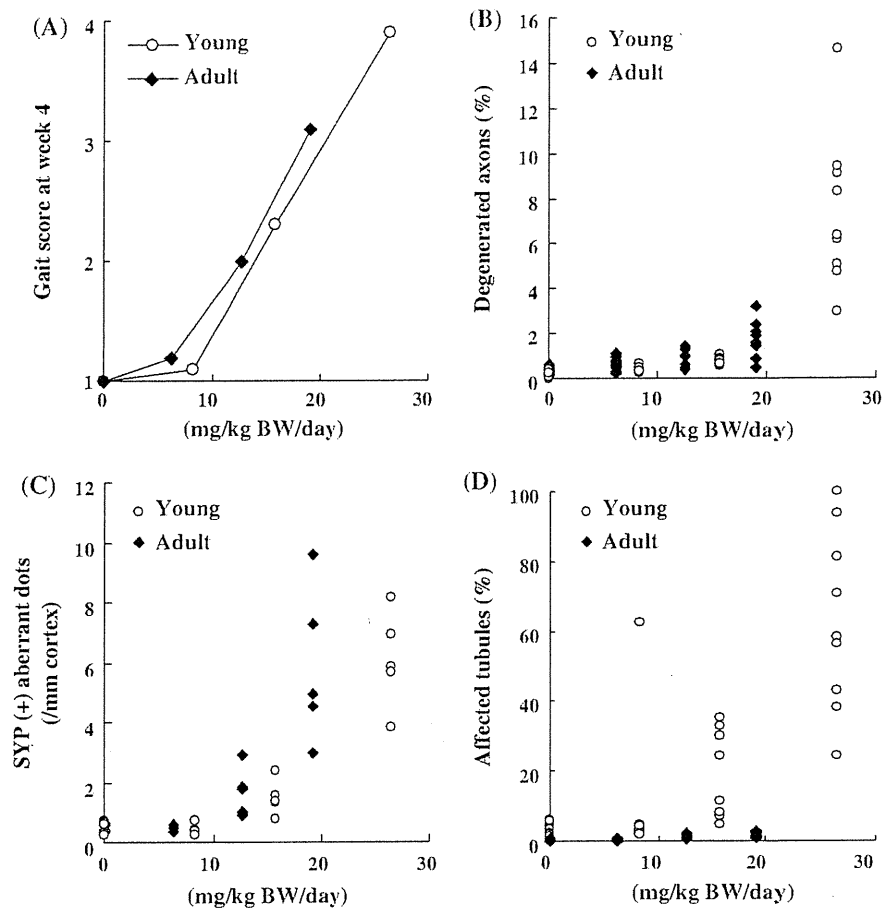 (A)
Young
Adult
Gait score at week 4
4
3
2
1
0
10
20
30
(mg/kg BW/day)
(B)
Young
Adult
Degenerated axons (%)
16
14
12
10
8
6
4
2
0
0
10
20
30
(mg/kg BW/day)
(C)
Young
Adult
SYP (+) aberrant dots
(/mm cortex)
12
10
8
6
4
2
0
0
10
20
30
(mg/kg BW/day)
(D)
Young
Adult
Affected tubules (%)
100
80
60
40
20
0
0
10
20
30
(mg/kg BW/day)